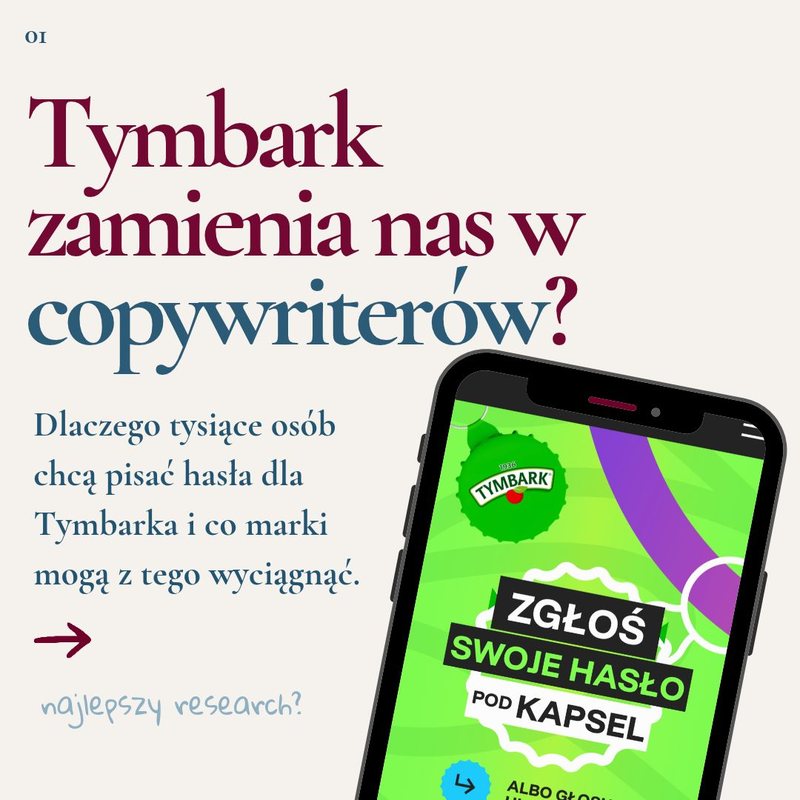 01
Tymbark
zamienia nas w
copywriterów?
Dlaczego tysiące osób
chcą pisać hasła dla
Tymbarka i co marki
mogą z tego wyciągnąć.
najlepszy research?
1936
TYMBARK
ZGŁOŚ
SWOJE HASŁO
POD KAPSEL
ALBO